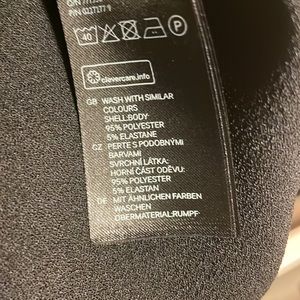 40
clevercare.info
GB WASH WITH SIMILAR
COLOURS
SHELL:BODY
95% POLYESTER
5% ELASTANE
CZ PERTE S PODOBNÝMI
BARVAMI
SVRCHNÍ LÁTKA:
HORNÍ ČÁST ODĚVU:
95% POLYESTER
5% ELASTAN
DE MIT ÄHNLICHEN FARBEN
WASCHEN
OBERMATERIAL:RUMPF